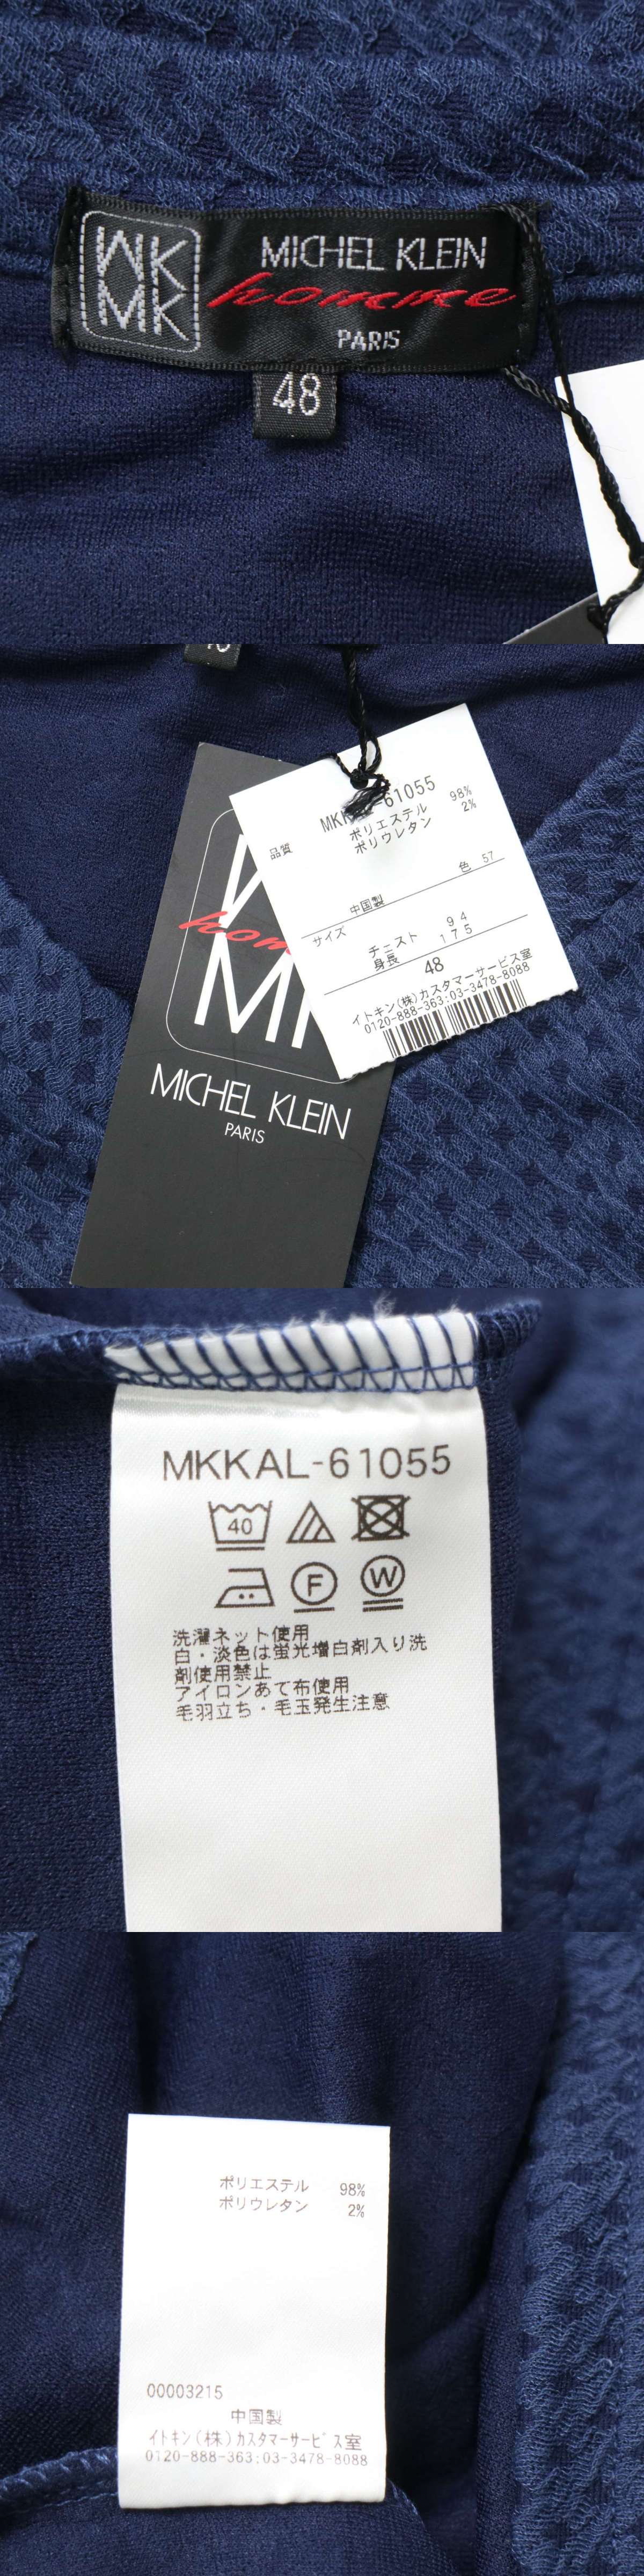 MK
MK
MICHEL KLEIN
homme
PARIS
48
61055
品質
ポリエステル 98%
ポリウレタン 2%
色 57
中国製
サイズ
チェスト 94
身長 175
48
イトキン(株)カスタマーサービス室
0120-888-363:03-3478-8088
MICHEL KLEIN
PARIS
MKKAL-61055
40
F
W
洗濯ネット使用
白・淡色は蛍光増白剤入り洗
剤使用禁止
アイロンあて布使用
毛羽立ち・毛玉発生注意
ポリエステル 98%
ポリウレタン 2%
00003215
中国製
イトキン(株)カスタマーサービス室
0120-888-363:03-3478-8088